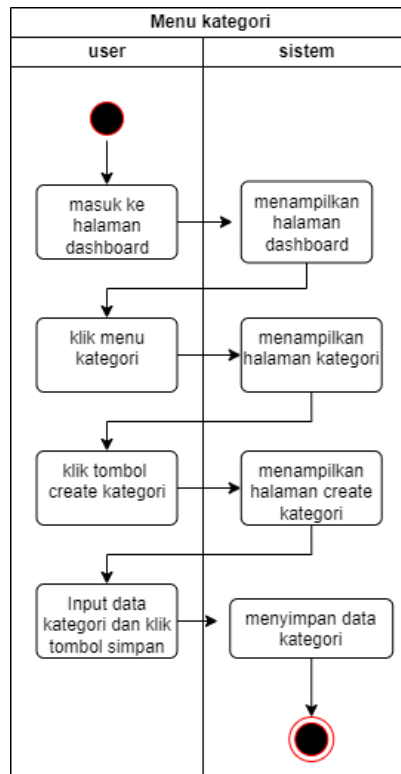 Menu kategori
user
sistem
masuk ke
halaman
dashboard
menampilkan
halaman
dashboard
klik menu
kategori
menampilkan
halaman kategori
klik tombol
create kategori
menampilkan
halaman create
kategori
Input data
kategori dan klik
tombol simpan
menyimpan data
kategori